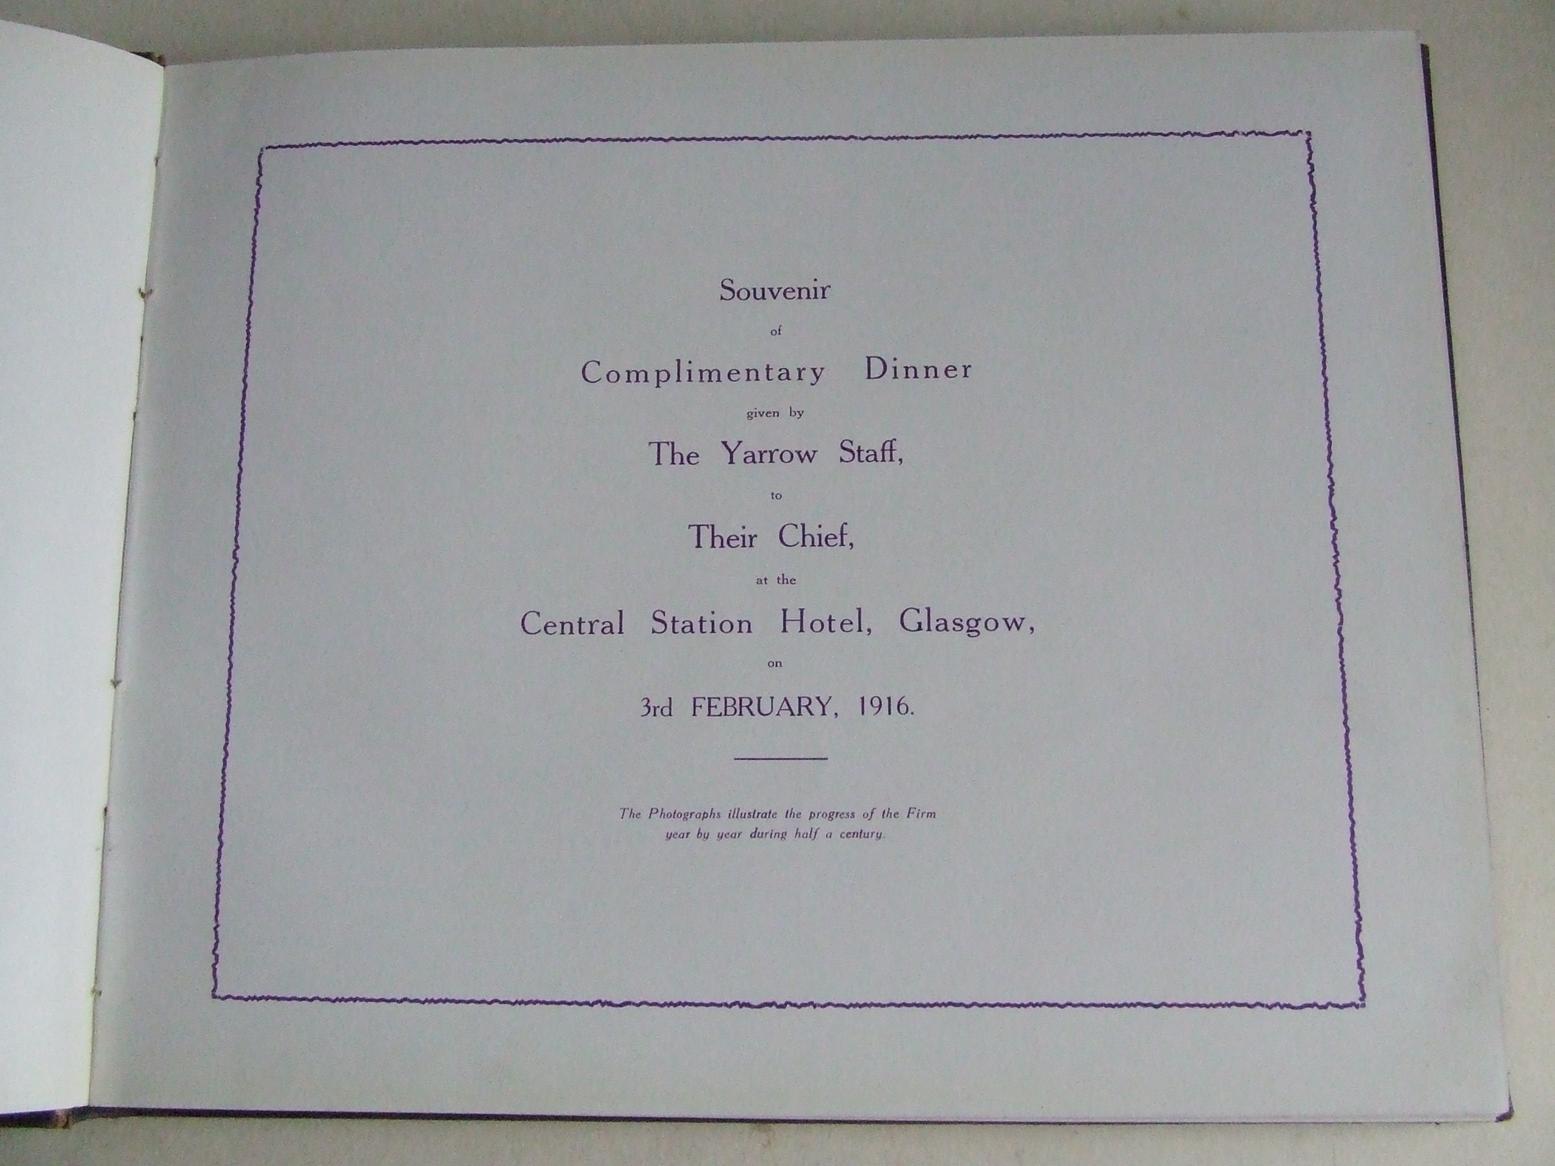 Souvenir
of
Complimentary Dinner
given by
The Yarrow Staff,
to
Their Chief,
at the
Central Station Hotel, Glasgow,
on
3rd FEBRUARY, 1916.
The Photographs illustrate the progress of the Firm
year by year during half a century.